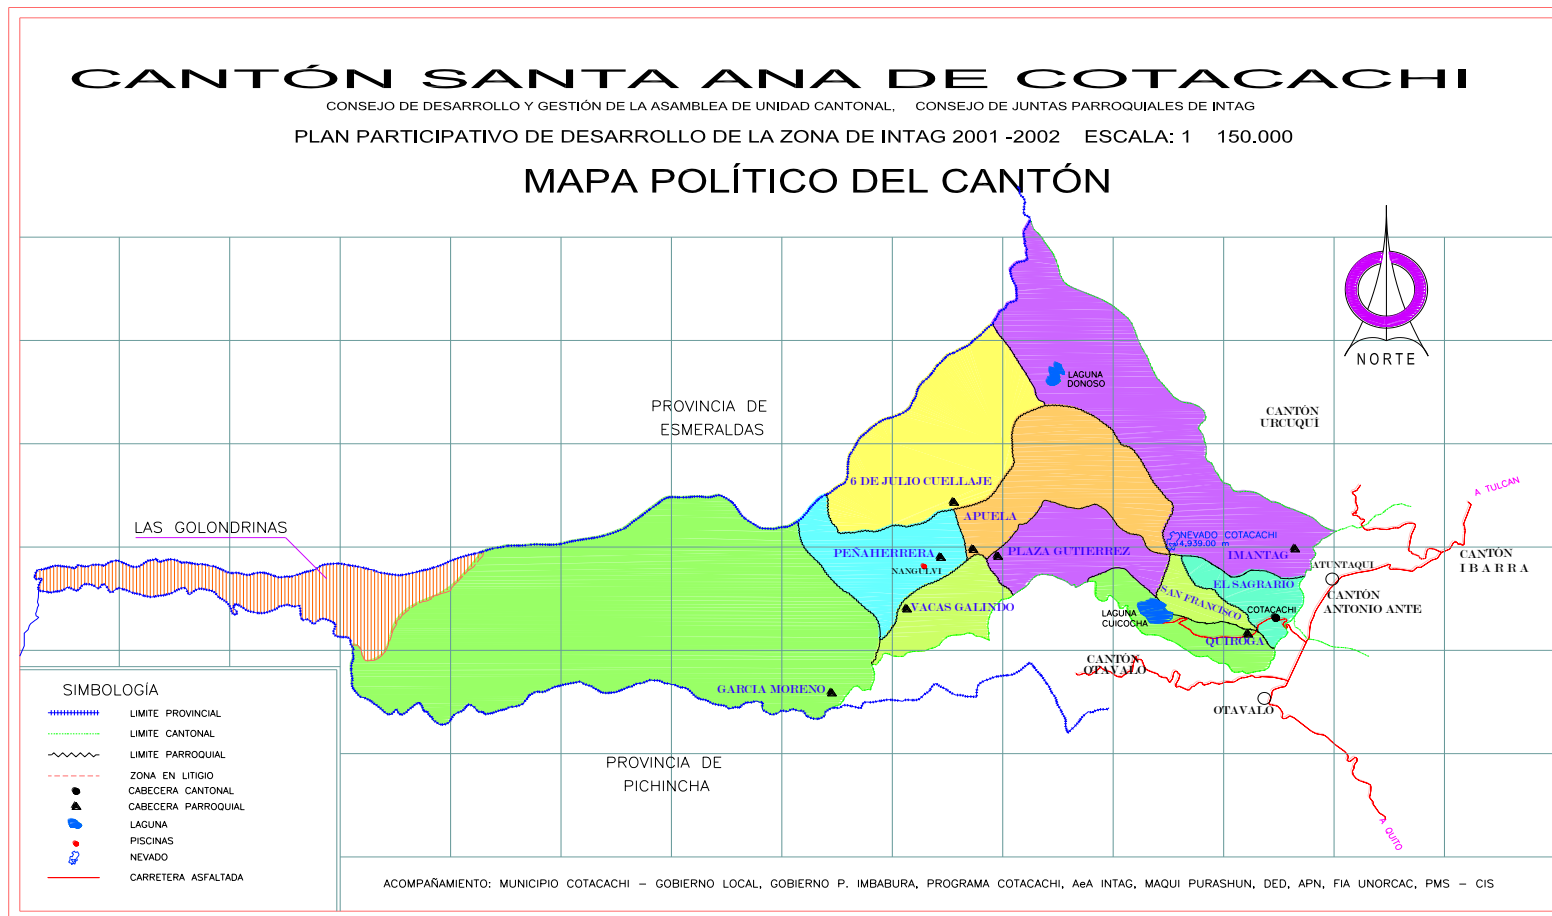 CANTÓN SANTA ANA DE COTACACHI
CONSEJO DE DESARROLLO Y GESTIÓN DE LA ASAMBLEA DE UNIDAD CANTONAL, CONSEJO DE JUNTAS PARROQUIALES DE INTAG
PLAN PARTICIPATIVO DE DESARROLLO DE LA ZONA DE INTAG 2001 -2002 ESCALA: 1 150.000
MAPA POLÍTICO DEL CANTÓN
NORTE
LAGUNA
DONOSO
PROVINCIA DE
ESMERALDAS
CANTÓN
URCUQUÍ
6 DE JULIO CUELLAJE
A TULCAN
APUELA
LAS GOLONDRINAS
NEVADO COTACACHI
4,939.00 m
PEÑAHERRERA
PLAZA GUTIERREZ
IMANTAG
CANTÓN
IBARRA
NANGULVI
ATUNTAQUI
EL SAGRARIO
CANTÓN
ANTONIO ANTE
SAN FRANCISCO
VACAS GALINDO
LAGUNA
CUICOCHA
COTACACHI
QUIROGA
CANTÓN
OTAVALO
GARCIA MORENO
OTAVALO
PROVINCIA DE
PICHINCHA
A QUITO
SIMBOLOGÍA
LIMITE PROVINCIAL
LIMITE CANTONAL
LIMITE PARROQUIAL
ZONA EN LITIGIO
CABECERA CANTONAL
CABECERA PARROQUIAL
LAGUNA
PISCINAS
NEVADO
CARRETERA ASFALTADA
ACOMPAÑAMIENTO: MUNICIPIO COTACACHI – GOBIERNO LOCAL, GOBIERNO P. IMBABURA, PROGRAMA COTACACHI, AeA INTAG, MAQUI PURASHUN, DED, APN, FIA UNORCAC, PMS – CIS